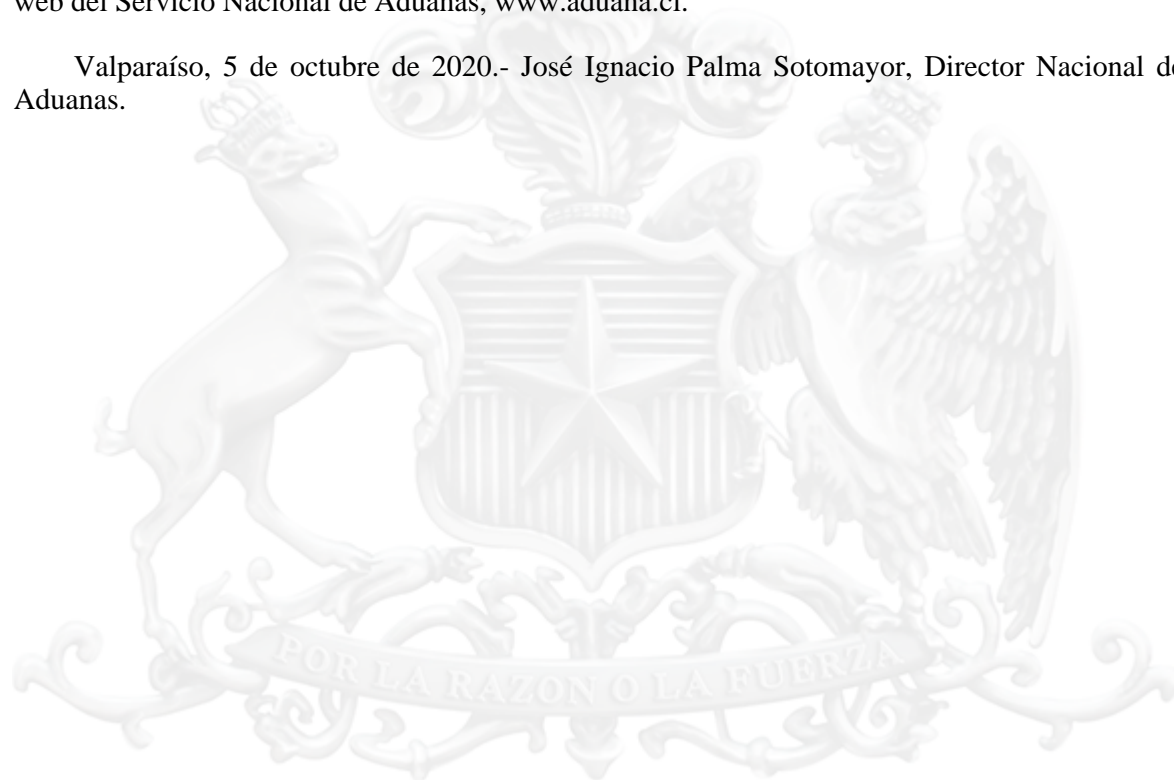 web del Servicio Nacional de Aduanas, www.aduana.cl.
Valparaíso, 5 de octubre de 2020.- José Ignacio Palma Sotomayor, Director Nacional de
Aduanas.
POR LA RAZON O LA FUERZA